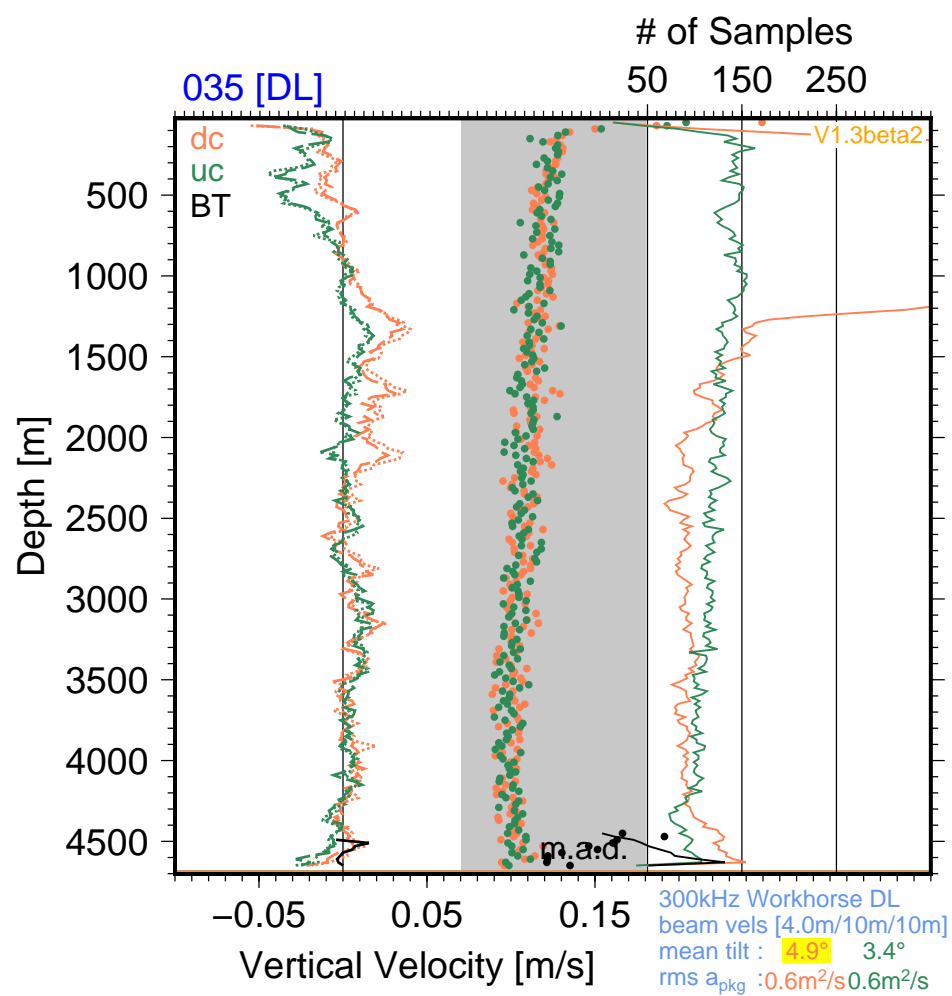 # of Samples
50 150 250
035 [DL]
dc
uc
BT
V1.3beta2
500
1000
1500
2000
2500
3000
3500
4000
4500
Depth [m]
m.a.d.
−0.05 0.05 0.15
Vertical Velocity [m/s]
300kHz Workhorse DL
beam vels [4.0m/10m/10m]
mean tilt : 4.9° 3.4°
rms a_pkg : 0.6m²/s 0.6m²/s